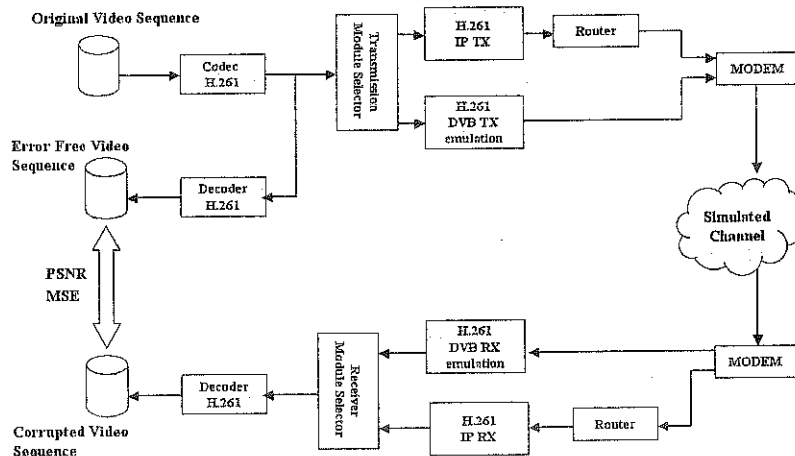 Original Video Sequence
Codec
H.261
Transmission
Module Selector
H.261
IP TX
Router
MODEM
H.261
DVB TX
emulation
Error Free Video
Sequence
Decoder
H.261
Simulated
Channel
PSNR
MSE
H.261
DVB RX
emulation
MODEM
Receiver
Module Selector
Decoder
H.261
H.261
IP RX
Router
Corrupted Video
Sequence